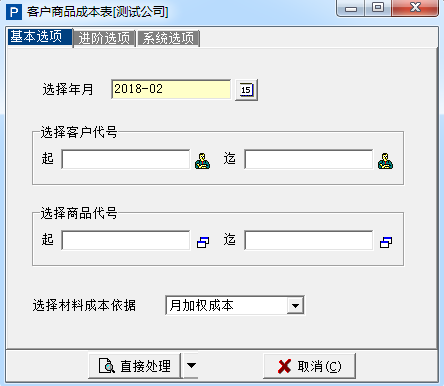 P 客户商品成本表[测试公司]
基本选项 进阶选项 系统选项
选择年月 2018-02 15
选择客户代号
起 迄
选择商品代号
起 迄
选择材料成本依据 月加权成本
直接处理 取消(C)